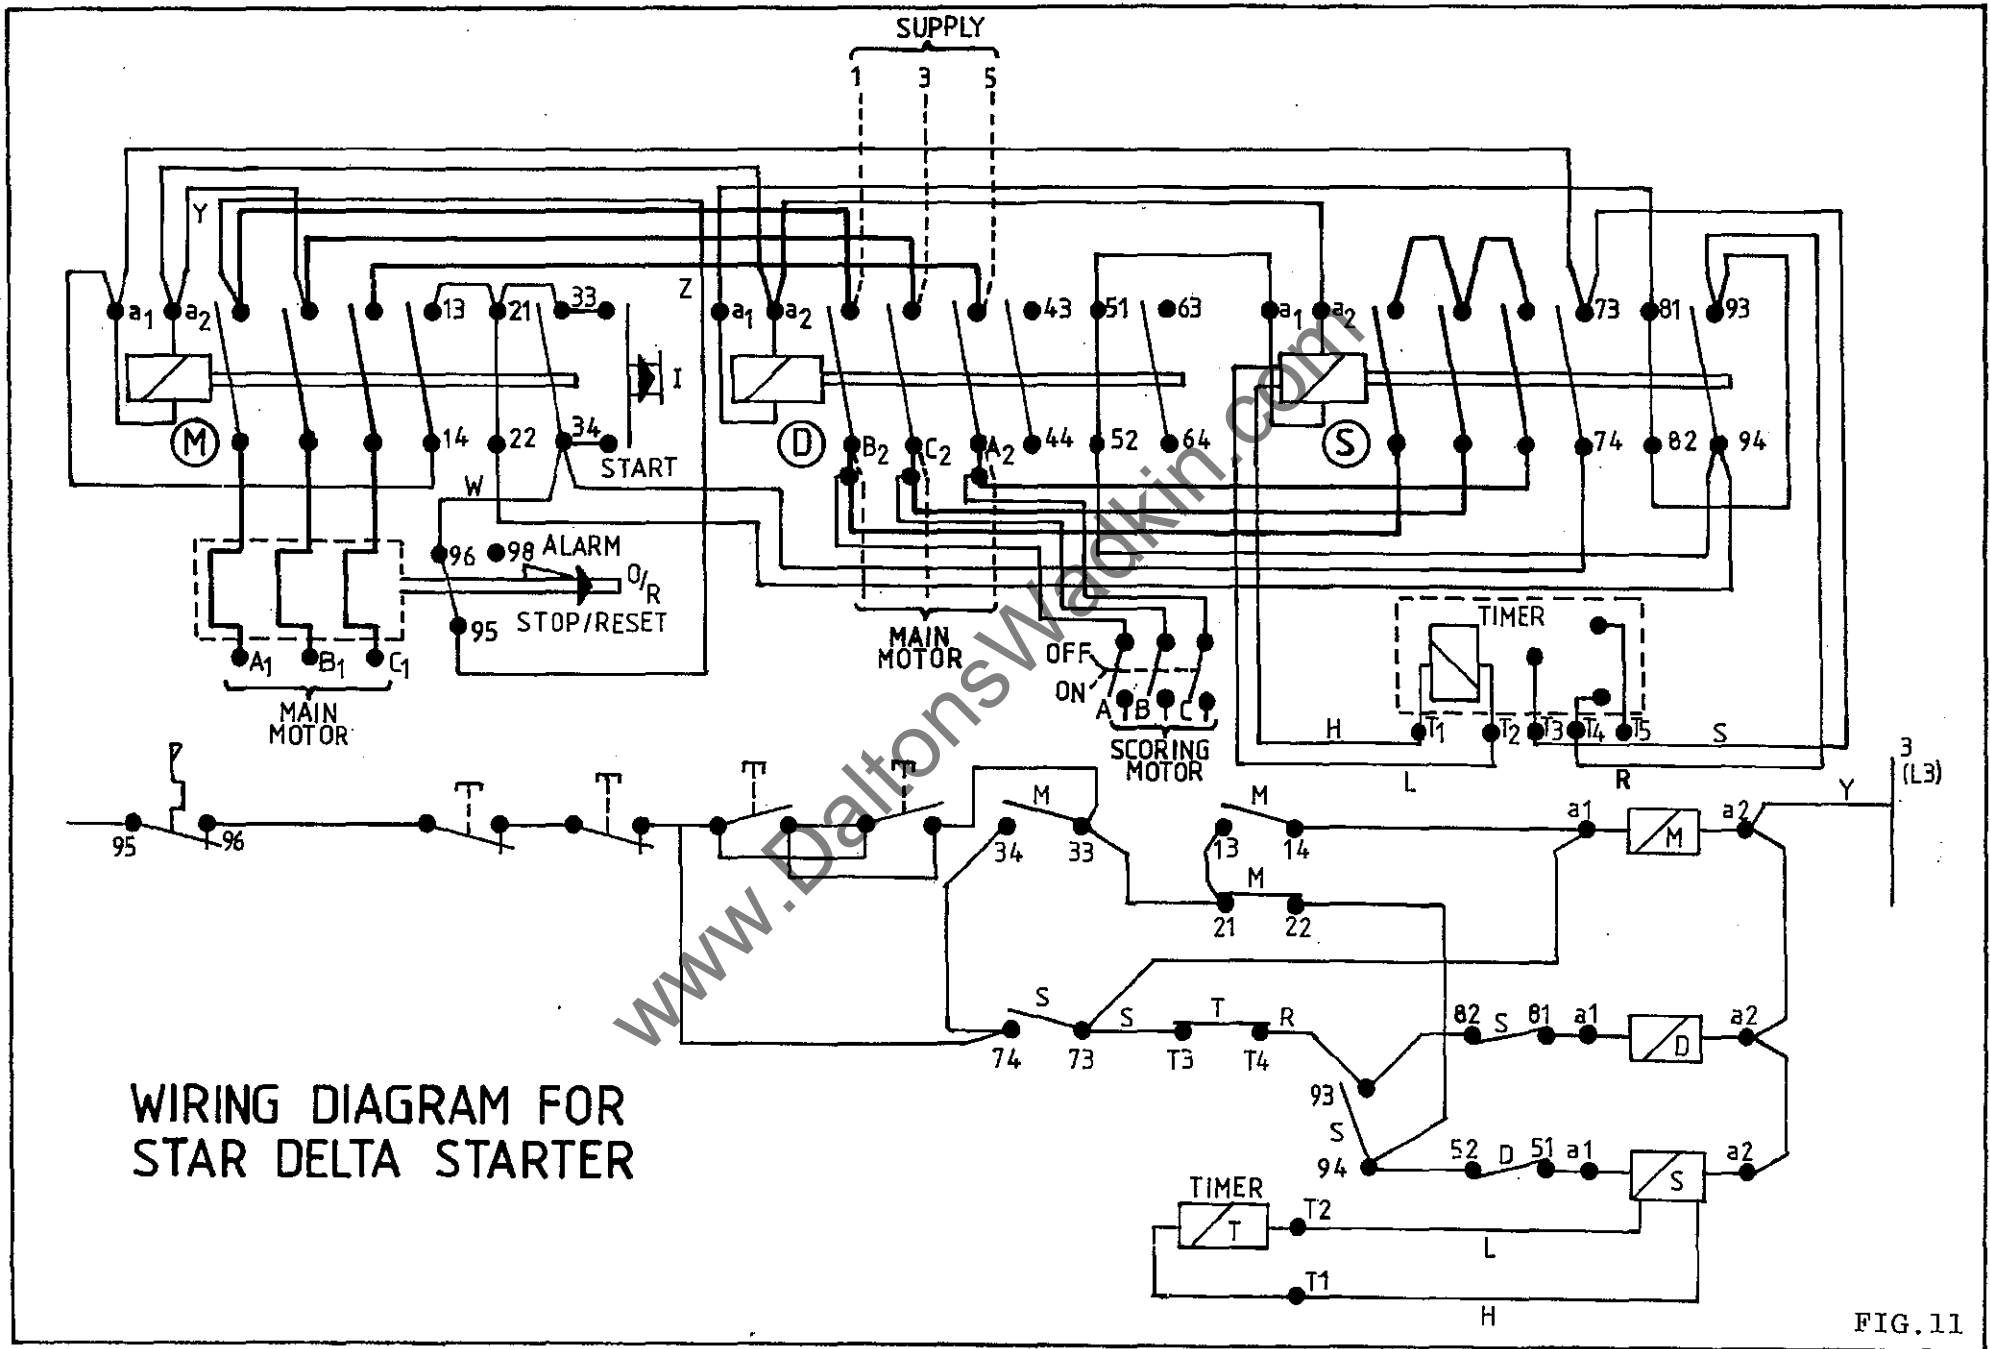 SUPPLY
1 3 5
Y
Z
a1 a2 13 21 33
a1 a2 43 51 63
a1 a2 73 81 93
I
M 14 22 34
START
D B2 C2 A2 44 52 64
S 74 82 94
W
96 98 ALARM
O/R
95 STOP/RESET
A1 B1 C1
MAIN
MOTOR
MAIN
MOTOR
OFF
ON
A B C
SCORING
MOTOR
TIMER
H T1 T2 T3 T4 T5 S
L R
3
(L3)
Y
95 96
M
34 33
M
13 14
a1 M a2
M
21 22
S
74 73
S
T
T3 T4
R
82 S 81 a1 D a2
93
S
94
52 D 51 a1 S a2
TIMER
T T2
L
T1
H
WIRING DIAGRAM FOR
STAR DELTA STARTER
FIG.11
www.DaltonsWadkin.com